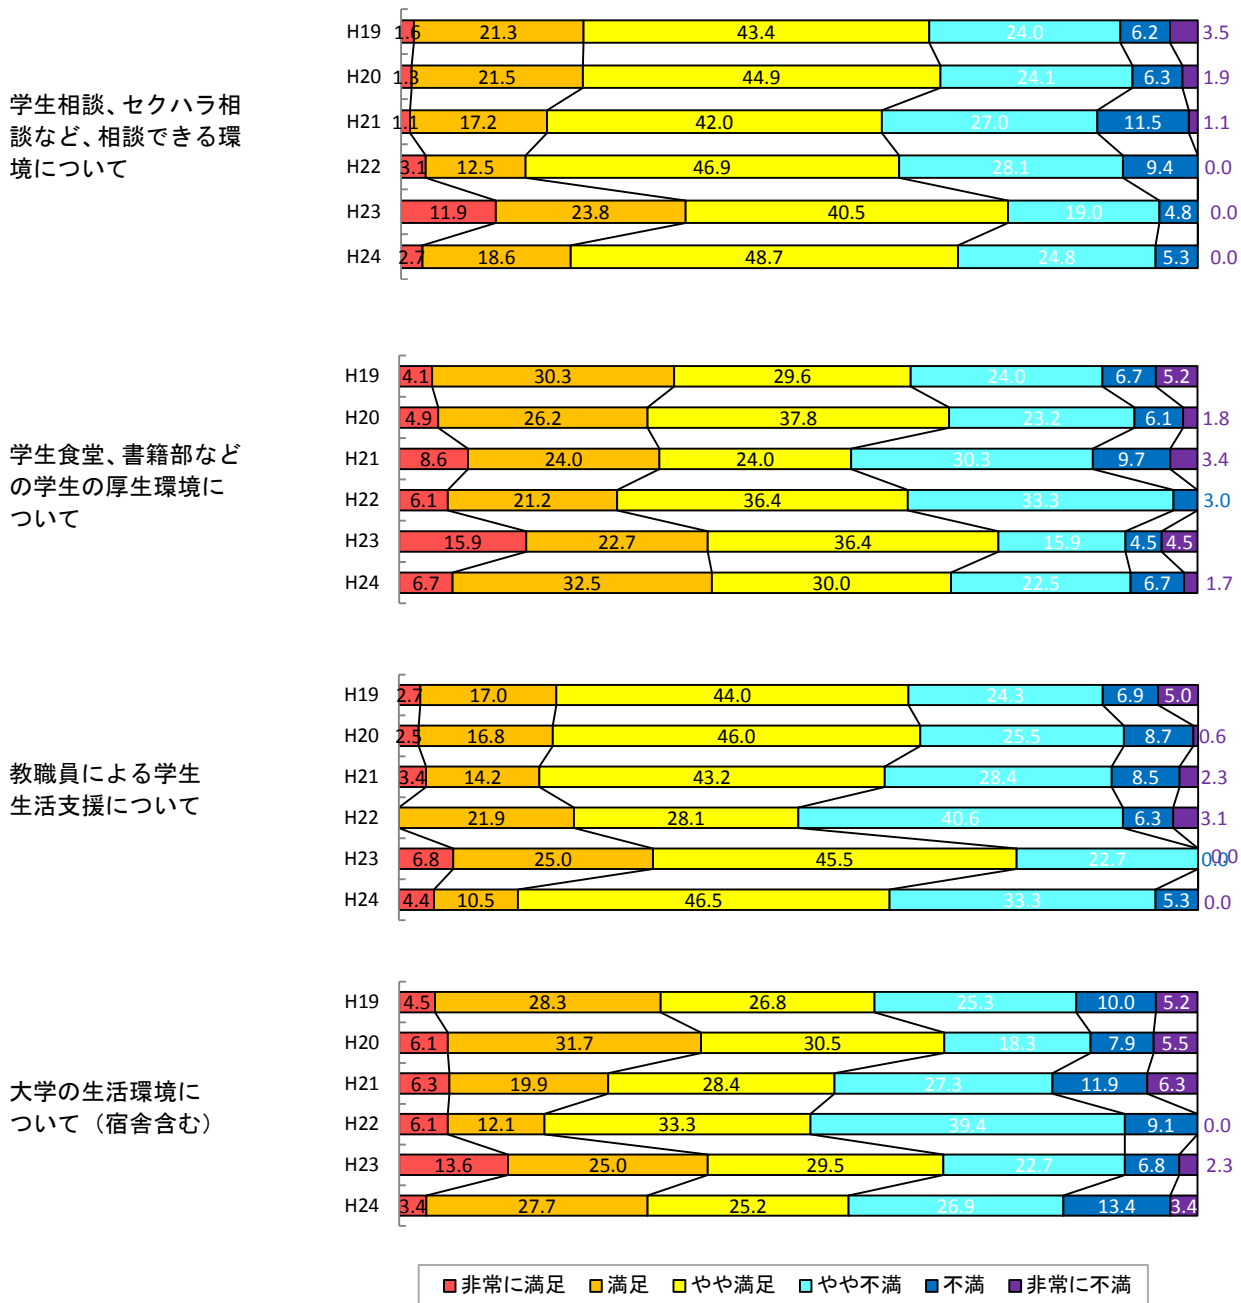 H19 1.6 21.3 43.4 24.0 6.2 3.5
H20 1.3 21.5 44.9 24.1 6.3 1.9
学生相談、セクハラ相
談など、相談できる環
境について
H21 1.1 17.2 42.0 27.0 11.5 1.1
H22 3.1 12.5 46.9 28.1 9.4 0.0
H23 11.9 23.8 40.5 19.0 4.8 0.0
H24 2.7 18.6 48.7 24.8 5.3 0.0
H19 4.1 30.3 29.6 24.0 6.7 5.2
H20 4.9 26.2 37.8 23.2 6.1 1.8
学生食堂、書籍部など
の学生の厚生環境に
ついて
H21 8.6 24.0 24.0 30.3 9.7 3.4
H22 6.1 21.2 36.4 33.3 3.0
H23 15.9 22.7 36.4 15.9 4.5 4.5
H24 6.7 32.5 30.0 22.5 6.7 1.7
H19 2.7 17.0 44.0 24.3 6.9 5.0
H20 2.5 16.8 46.0 25.5 8.7 0.6
教職員による学生
生活支援について
H21 3.4 14.2 43.2 28.4 8.5 2.3
H22 21.9 28.1 40.6 6.3 3.1
H23 6.8 25.0 45.5 22.7 0.0 0.0
H24 4.4 10.5 46.5 33.3 5.3 0.0
H19 4.5 28.3 26.8 25.3 10.0 5.2
H20 6.1 31.7 30.5 18.3 7.9 5.5
大学の生活環境に
ついて（宿舎含む）
H21 6.3 19.9 28.4 27.3 11.9 6.3
H22 6.1 12.1 33.3 39.4 9.1 0.0
H23 13.6 25.0 29.5 22.7 6.8 2.3
H24 3.4 27.7 25.2 26.9 13.4 3.4
非常に満足 満足 やや満足 やや不満 不満 非常に不満